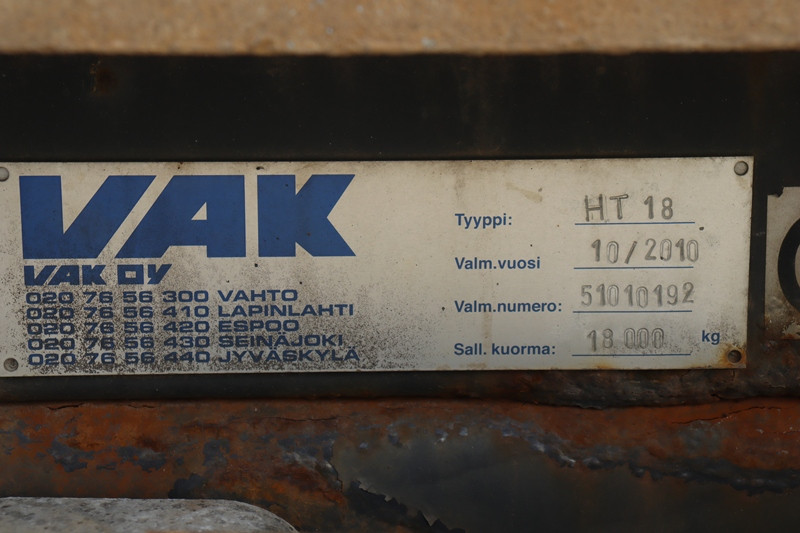 VAK
VAK OY
020 76 56 300 VAHTO
020 76 56 410 LAPINLAHTI
020 76 56 420 ESPOO
020 76 56 430 SEINÄJOKI
020 76 56 440 JYVÄSKYLÄ
Tyyppi: HT 18
Valm.vuosi 10/2010
Valm.numero: 51010192
Sall. kuorma: 18.000 kg